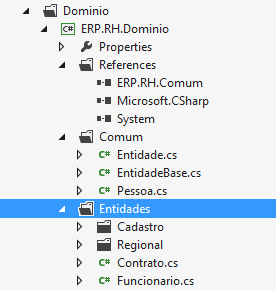 Dominio
C# ERP.RH.Dominio
Properties
References
ERP.RH.Comum
Microsoft.CSharp
System
Comum
C# Entidade.cs
C# EntidadeBase.cs
C# Pessoa.cs
Entidades
Cadastro
Regional
C# Contrato.cs
C# Funcionario.cs